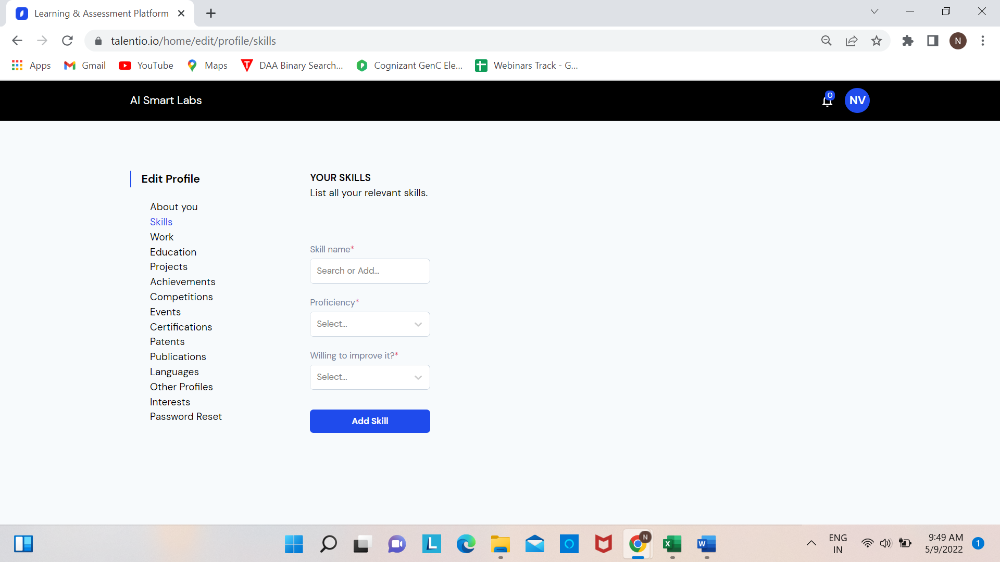 Learning & Assessment Platform
talentio.io/home/edit/profile/skills
N
Apps
Gmail
YouTube
Maps
DAA Binary Search...
Cognizant GenC Ele...
Webinars Track - G...
AI Smart Labs
0
NV
Edit Profile
About you
Skills
Work
Education
Projects
Achievements
Competitions
Events
Certifications
Patents
Publications
Languages
Other Profiles
Interests
Password Reset
YOUR SKILLS
List all your relevant skills.
Skill name*
Search or Add...
Proficiency*
Select...
Willing to improve it?*
Select...
Add Skill
L
N
X
W
ENG
IN
9:49 AM
5/9/2022
1